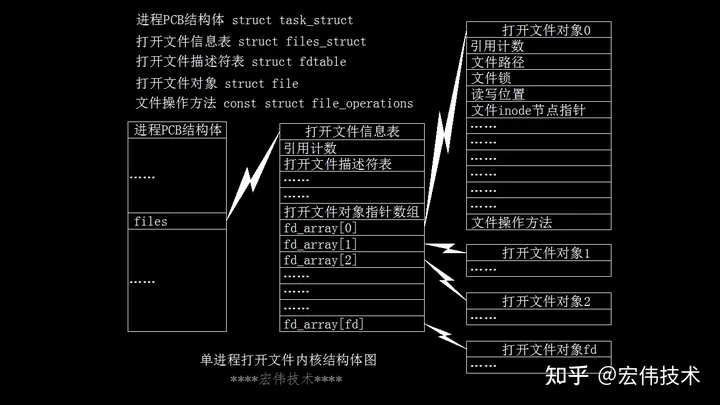 进程PCB结构体 struct task_struct
打开文件信息表 struct files_struct
打开文件描述符表 struct fdtable
打开文件对象 struct file
文件操作方法 const struct file_operations
进程PCB结构体
……
files
……
打开文件信息表
引用计数
打开文件描述符表
……
……
打开文件对象指针数组
fd_array[0]
fd_array[1]
fd_array[2]
……
……
……
fd_array[fd]
打开文件对象0
引用计数
文件路径
文件锁
读写位置
文件inode节点指针
……
……
……
……
……
……
文件操作方法
打开文件对象1
……
打开文件对象2
……
打开文件对象fd
……
单进程打开文件内核结构体图
****宏伟技术****
知乎 @宏伟技术